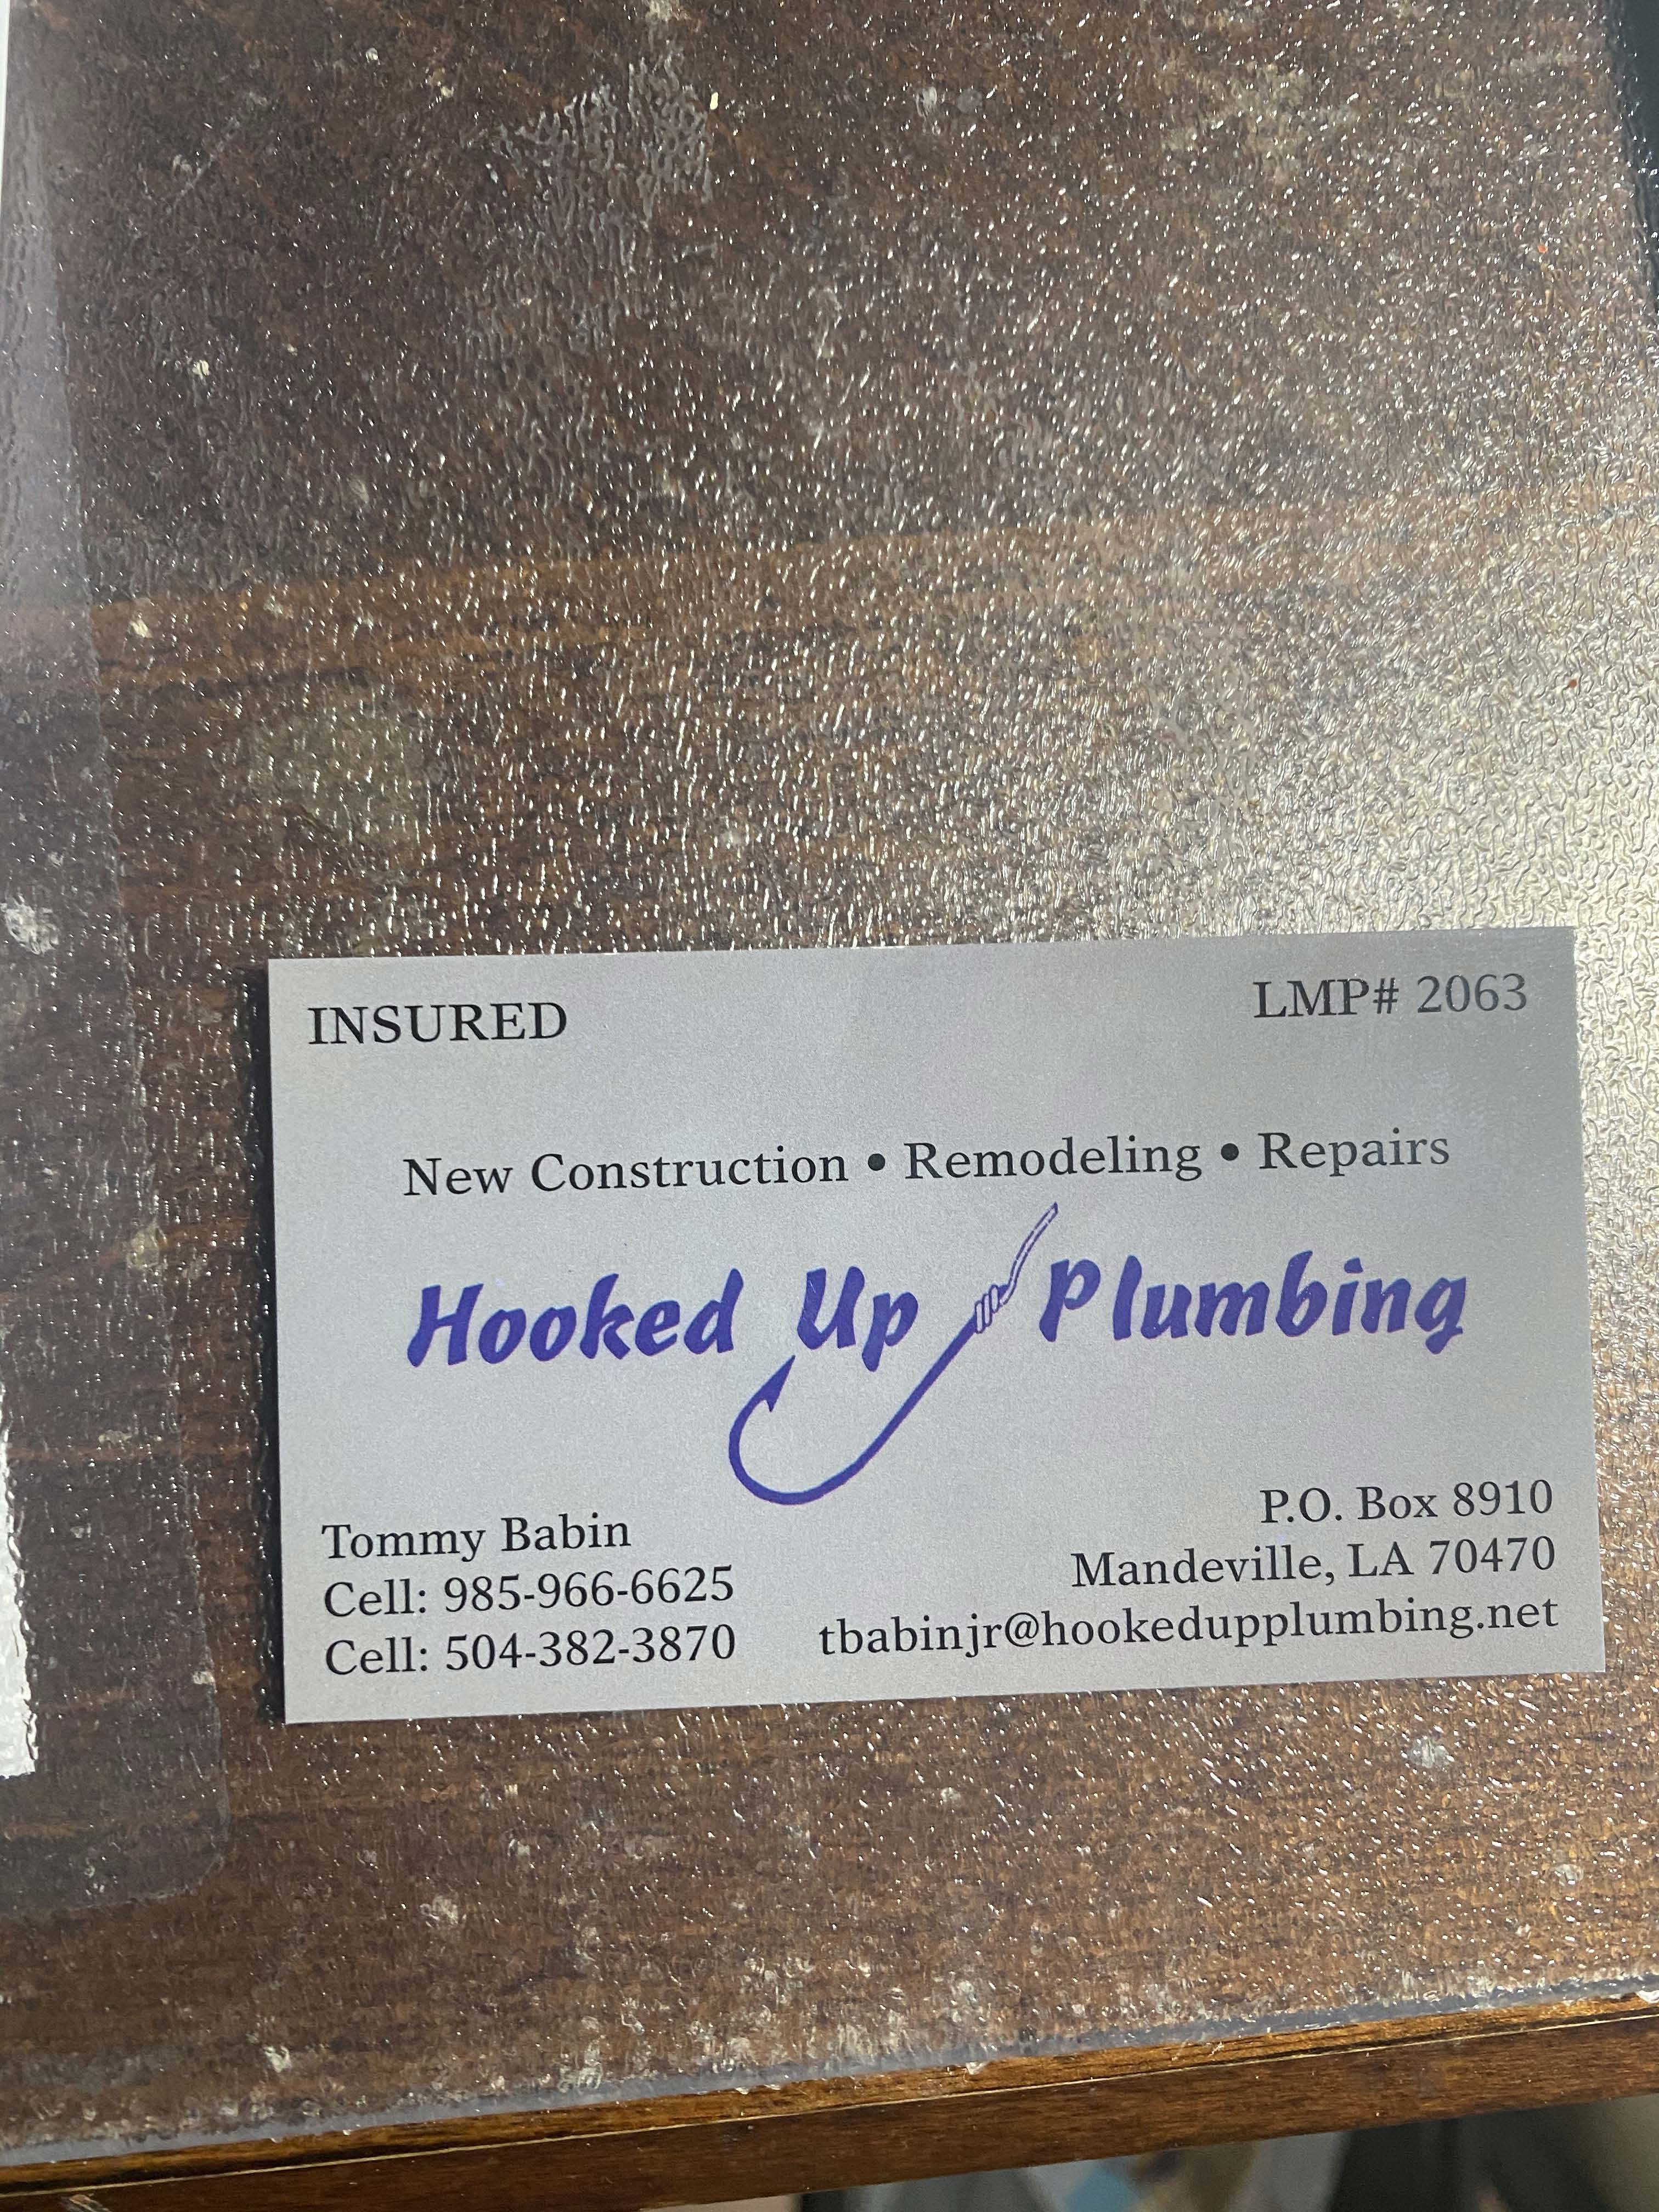 INSURED
LMP# 2063
New Construction • Remodeling • Repairs
Hooked Up Plumbing
Tommy Babin
Cell: 985-966-6625
Cell: 504-382-3870
P.O. Box 8910
Mandeville, LA 70470
tbabinjr@hookedupplumbing.net